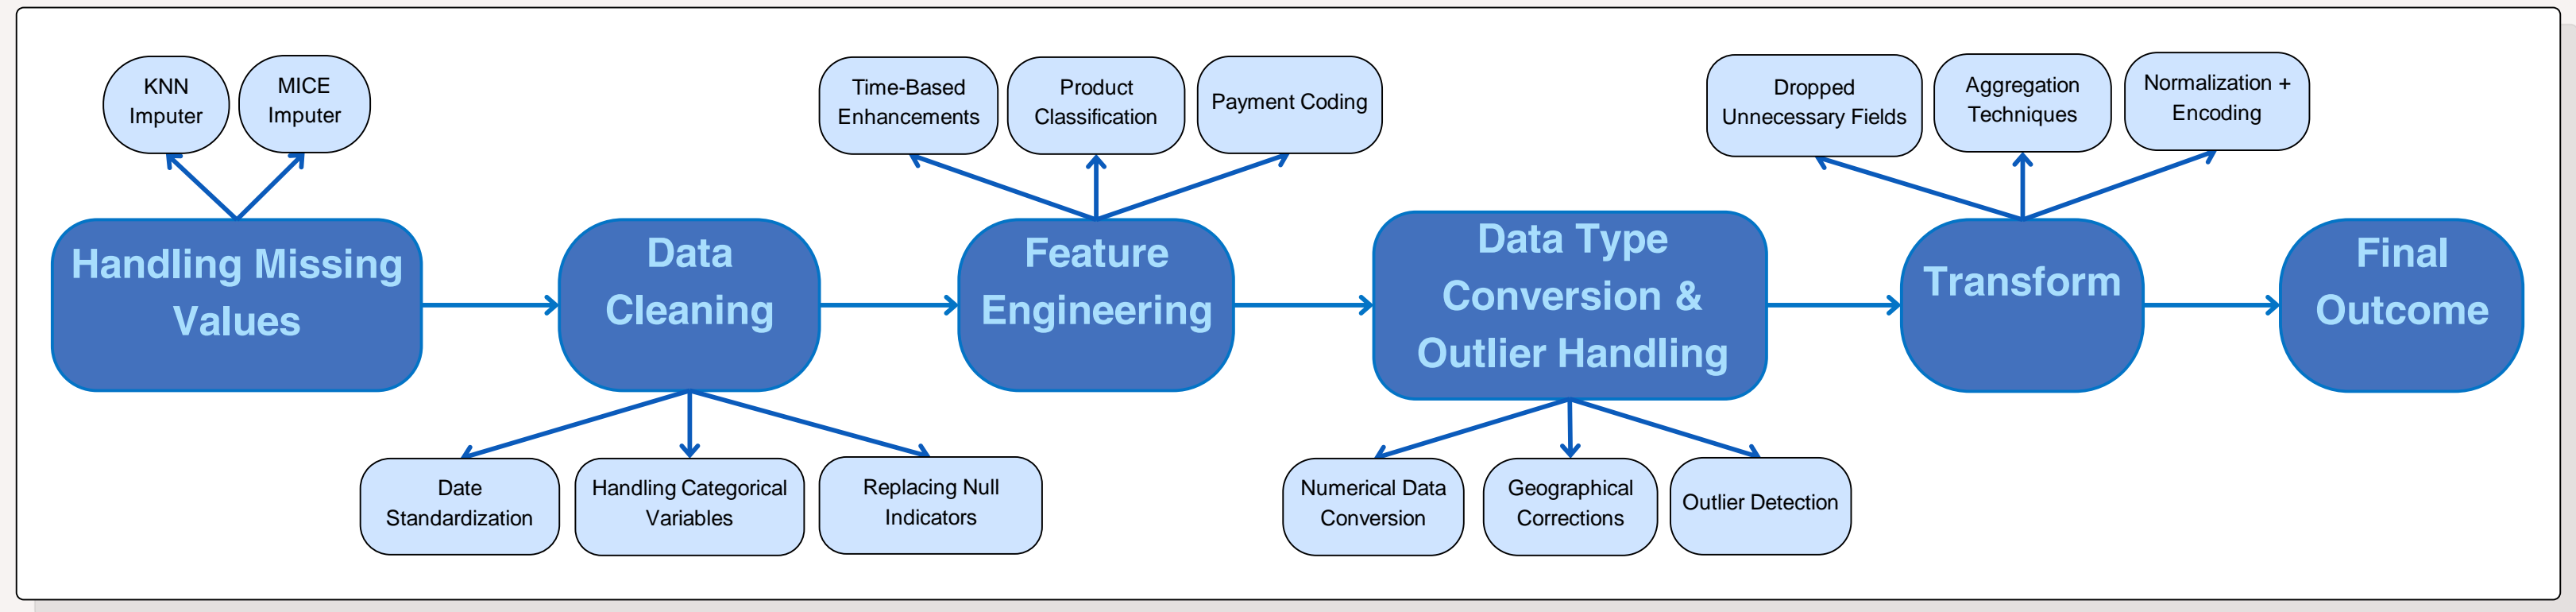 KNN
Imputer
MICE
Imputer
Time-Based
Enhancements
Product
Classification
Payment Coding
Dropped
Unnecessary Fields
Aggregation
Techniques
Normalization +
Encoding
Handling Missing
Values
Data
Cleaning
Feature
Engineering
Data Type
Conversion &
Outlier Handling
Transform
Final
Outcome
Date
Standardization
Handling Categorical
Variables
Replacing Null
Indicators
Numerical Data
Conversion
Geographical
Corrections
Outlier Detection